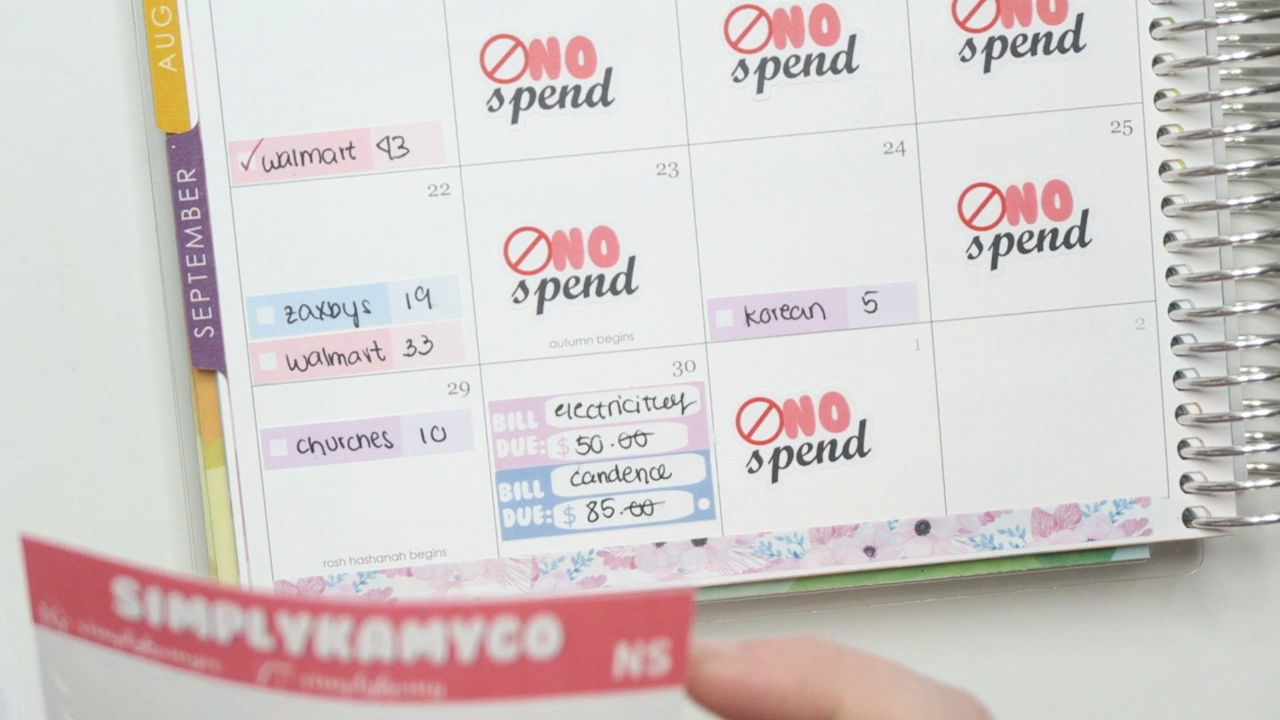 AUG
SEPTEMBER
NO
spend
NO
spend
NO
spend
walmart 43
22
23
24
25
NO
spend
NO
spend
zaxbys 19
walmart 33
autumn begins
korean 5
29
30
1
2
churches 10
BILL DUE: electricitey
$ 50.00
BILL DUE: candence
$ 85.00
NO
spend
rosh hashanah begins
SIMPLYKAMYCO
NS